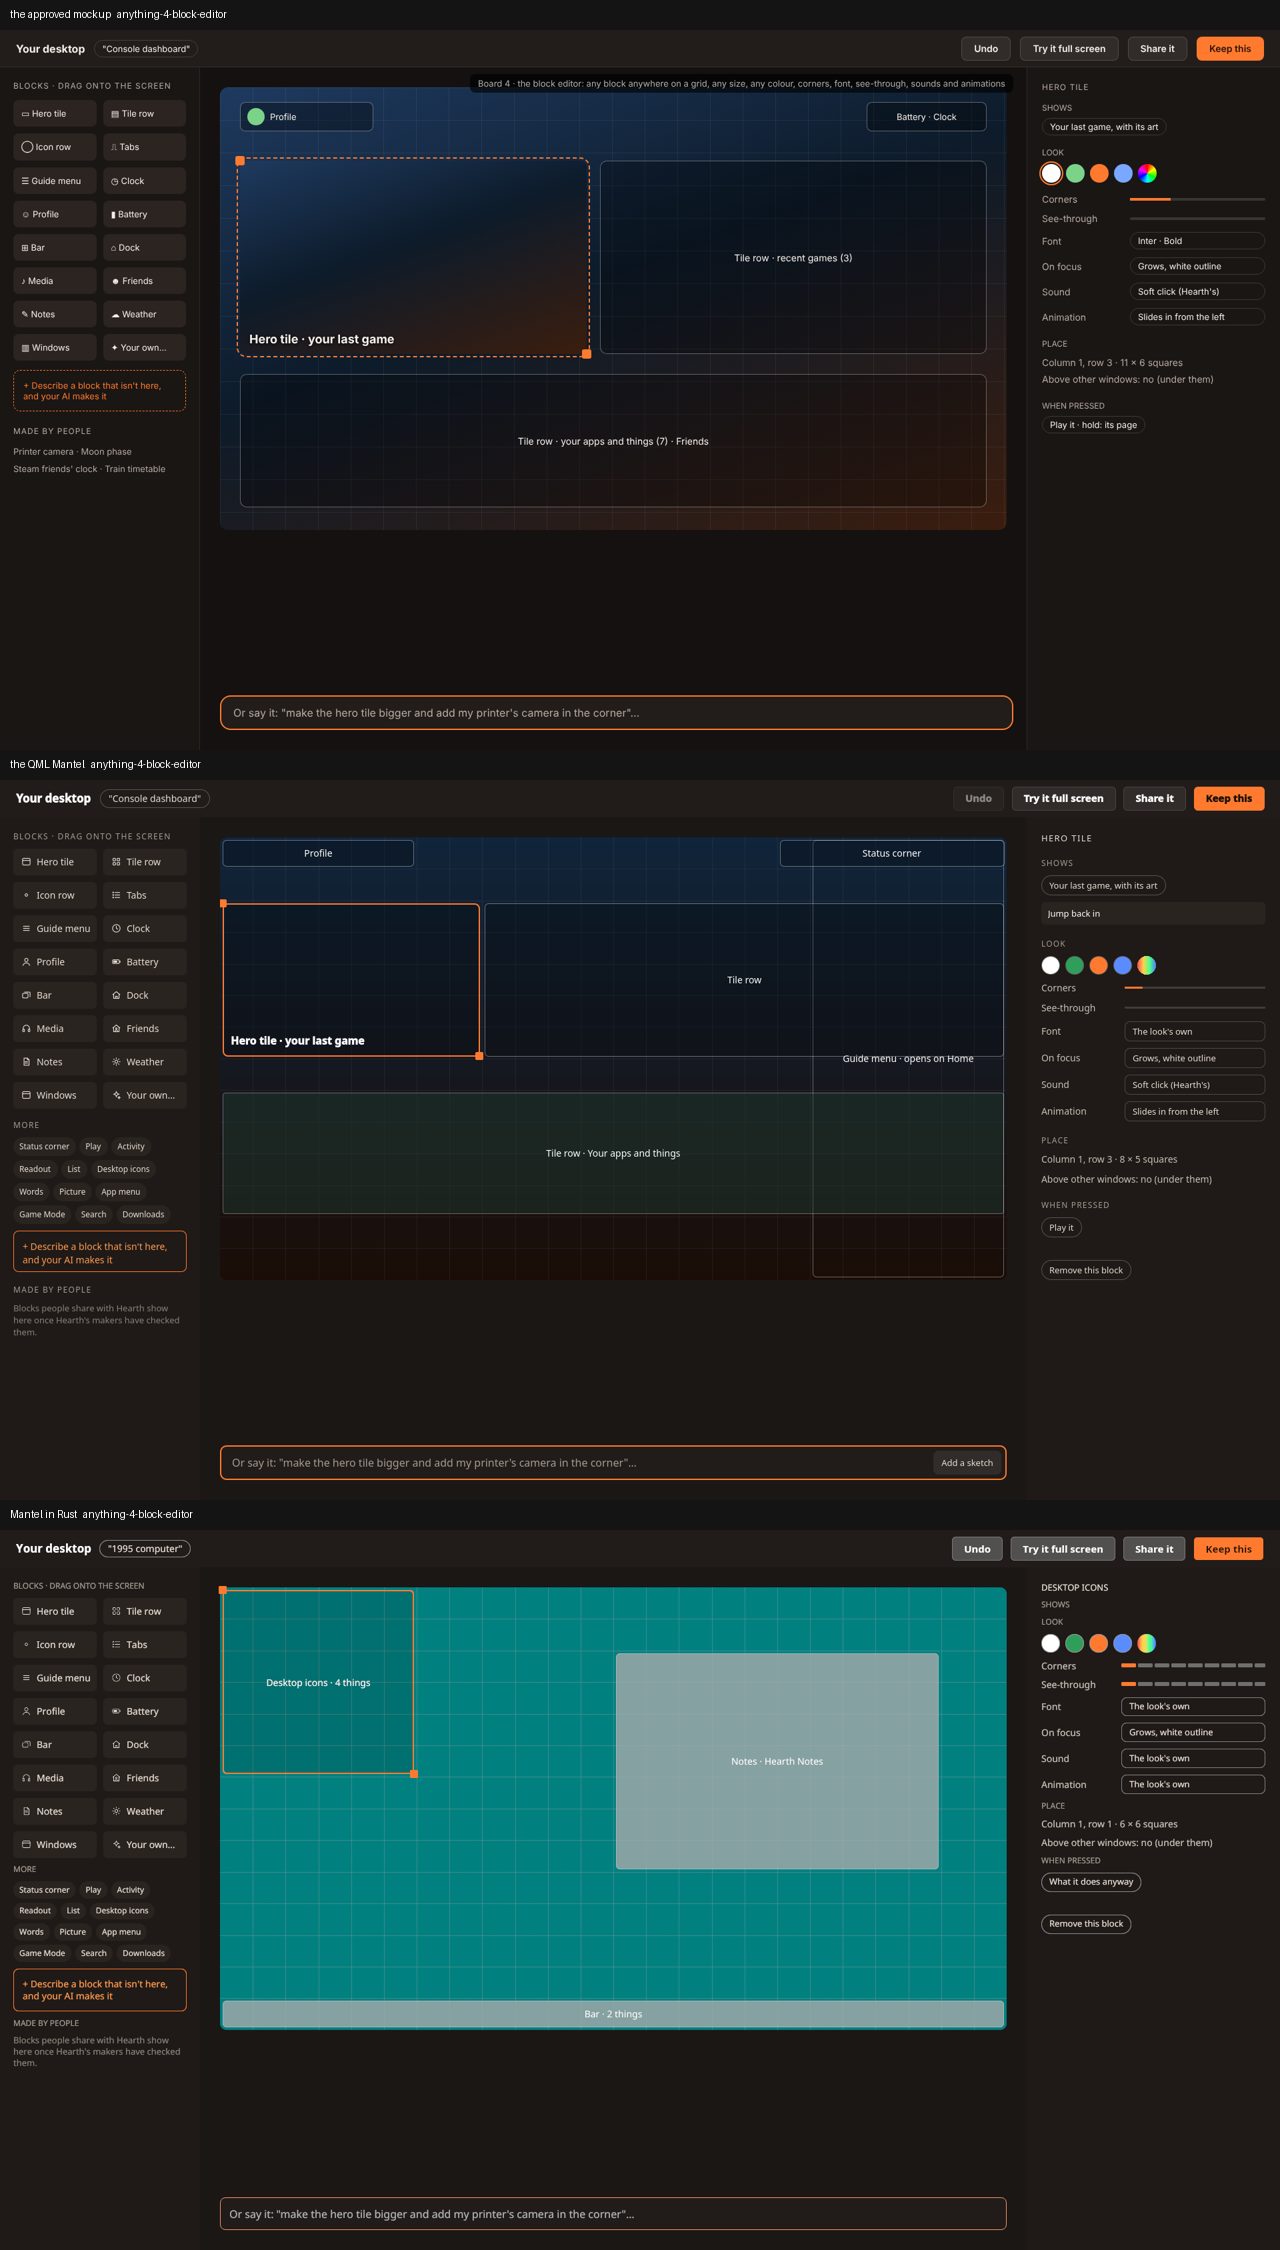 the approved mockup anything-4-block-editor
Your desktop
"Console dashboard"
Undo
Try it full screen
Share it
Keep this
BLOCKS · DRAG ONTO THE SCREEN
Hero tile
Tile row
Icon row
Tabs
Guide menu
Clock
Profile
Battery
Bar
Dock
Media
Friends
Notes
Weather
Windows
Your own...
+ Describe a block that isn't here,
and your AI makes it
MADE BY PEOPLE
Printer camera · Moon phase
Steam friends' clock · Train timetable
Board 4 · the block editor: any block anywhere on a grid, any size, any colour, corners, font, see-through, sounds and animations
Profile
Battery · Clock
Hero tile · your last game
Tile row · recent games (3)
Tile row · your apps and things (7) · Friends
Or say it: "make the hero tile bigger and add my printer's camera in the corner"...
HERO TILE
SHOWS
Your last game, with its art
LOOK
Corners
See-through
Font
Inter · Bold
On focus
Grows, white outline
Sound
Soft click (Hearth's)
Animation
Slides in from the left
PLACE
Column 1, row 3 · 11 × 6 squares
Above other windows: no (under them)
WHEN PRESSED
Play it · hold: its page
the QML Mantel anything-4-block-editor
Your desktop
"Console dashboard"
Undo
Try it full screen
Share it
Keep this
BLOCKS · DRAG ONTO THE SCREEN
Hero tile
Tile row
Icon row
Tabs
Guide menu
Clock
Profile
Battery
Bar
Dock
Media
Friends
Notes
Weather
Windows
Your own...
MORE
Status corner
Play
Activity
Readout
List
Desktop icons
Words
Picture
App menu
Game Mode
Search
Downloads
+ Describe a block that isn't here,
and your AI makes it
MADE BY PEOPLE
Blocks people share with Hearth show
here once Hearth's makers have checked
them.
Profile
Status corner
Hero tile · your last game
Tile row
Guide menu · opens on Home
Tile row · Your apps and things
Or say it: "make the hero tile bigger and add my printer's camera in the corner"...
Add a sketch
HERO TILE
SHOWS
Your last game, with its art
Jump back in
LOOK
Corners
See-through
Font
The look's own
On focus
Grows, white outline
Sound
Soft click (Hearth's)
Animation
Slides in from the left
PLACE
Column 1, row 3 · 8 × 5 squares
Above other windows: no (under them)
WHEN PRESSED
Play it
Remove this block
Mantel in Rust anything-4-block-editor
Your desktop
"1995 computer"
Undo
Try it full screen
Share it
Keep this
BLOCKS · DRAG ONTO THE SCREEN
Hero tile
Tile row
Icon row
Tabs
Guide menu
Clock
Profile
Battery
Bar
Dock
Media
Friends
Notes
Weather
Windows
Your own...
MORE
Status corner
Play
Activity
Readout
List
Desktop icons
Words
Picture
App menu
Game Mode
Search
Downloads
+ Describe a block that isn't here,
and your AI makes it
MADE BY PEOPLE
Blocks people share with Hearth show
here once Hearth's makers have checked
them.
Desktop icons · 4 things
Notes · Hearth Notes
Bar · 2 things
Or say it: "make the hero tile bigger and add my printer's camera in the corner"...
DESKTOP ICONS
SHOWS
LOOK
Corners
See-through
Font
The look's own
On focus
Grows, white outline
Sound
The look's own
Animation
The look's own
PLACE
Column 1, row 1 · 6 × 6 squares
Above other windows: no (under them)
WHEN PRESSED
What it does anyway
Remove this block